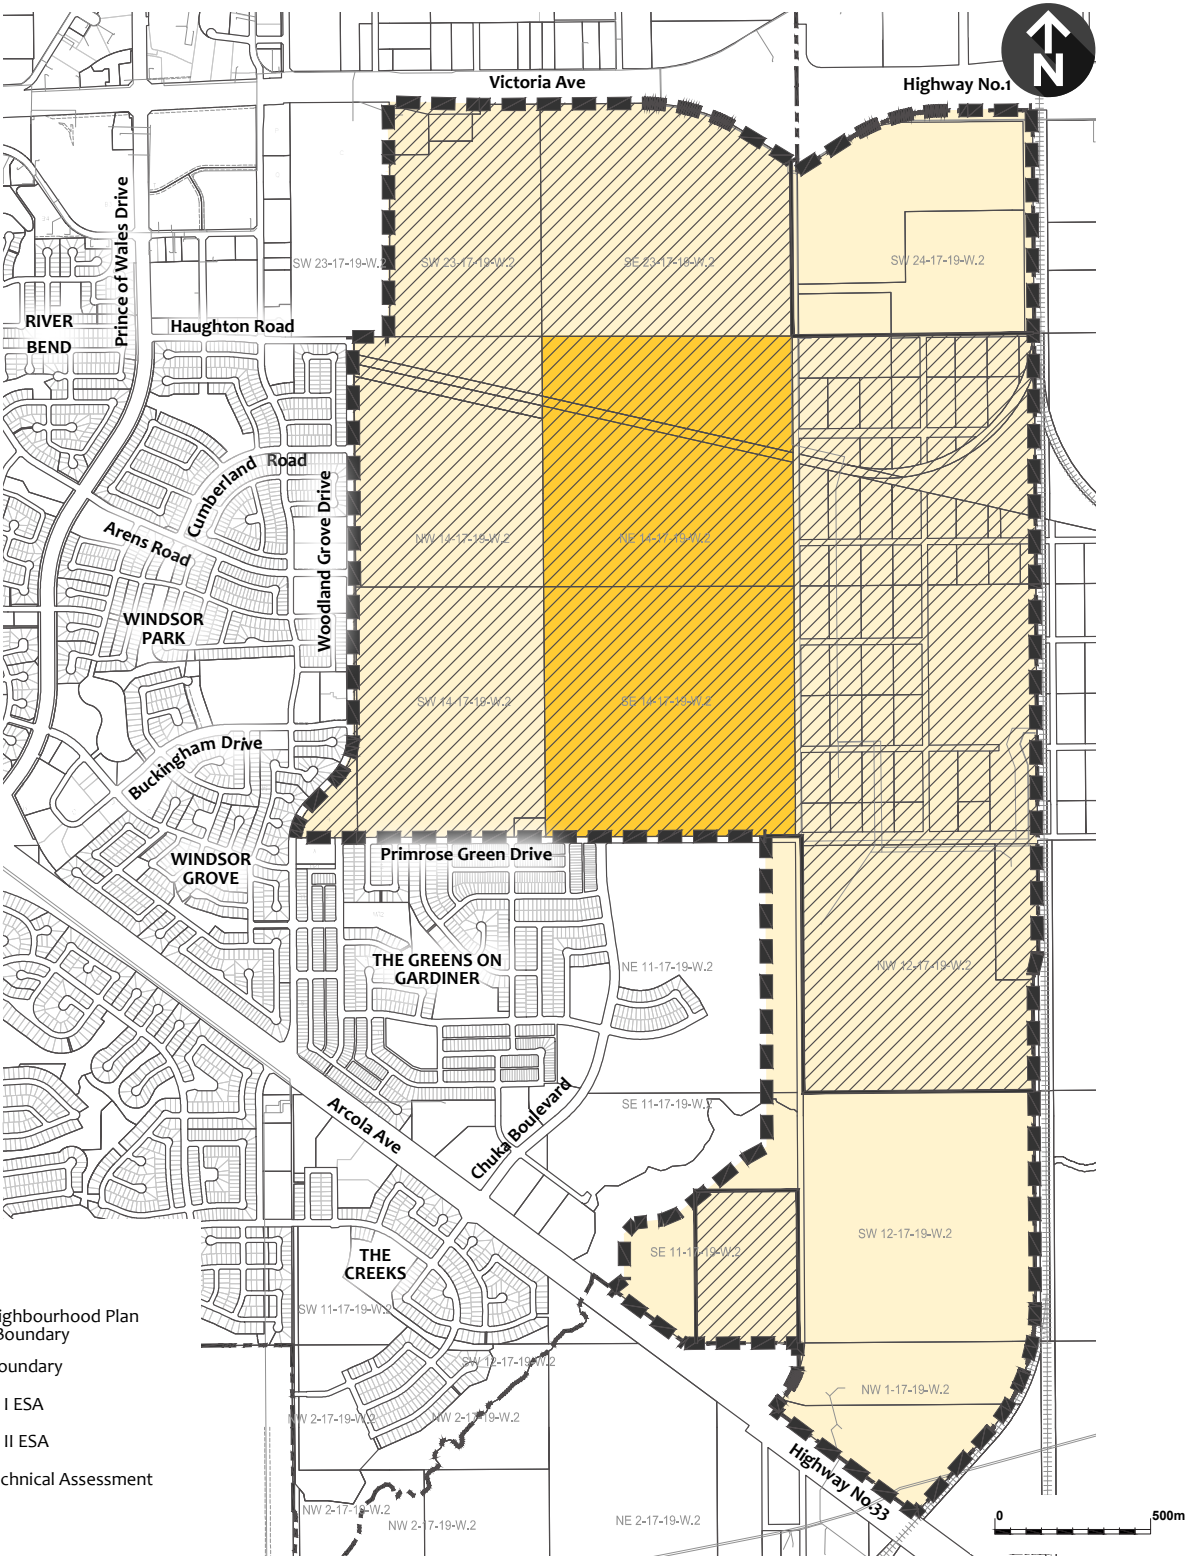 Victoria Ave
Highway No.1
N
Prince of Wales Drive
SW 23-17-19-W.2
SW 23-17-19-W.2
SE 23-17-19-W.2
SW 24-17-19-W.2
RIVER
BEND
Haughton Road
Cumberland Road
Woodland Grove Drive
Arens Road
NW 14-17-19-W.2
NE 14-17-19-W.2
WINDSOR
PARK
SW 14-17-19-W.2
SE 14-17-19-W.2
Buckingham Drive
WINDSOR
GROVE
Primrose Green Drive
THE GREENS ON
GARDINER
NE 11-17-19-W.2
NW 12-17-19-W.2
SE 11-17-19-W.2
Arcola Ave
Chuka Boulevard
SE 11-17-19-W.2
SW 12-17-19-W.2
THE
CREEKS
SW 11-17-19-W.2
SW 12-17-19-W.2
NW 1-17-19-W.2
NW 2-17-19-W.2
NW 2-17-19-W.2
Highway No.33
NW 2-17-19-W.2
NW 2-17-19-W.2
NE 2-17-19-W.2
ighbourhood Plan
Boundary
oundary
I ESA
II ESA
chnical Assessment
0 500m